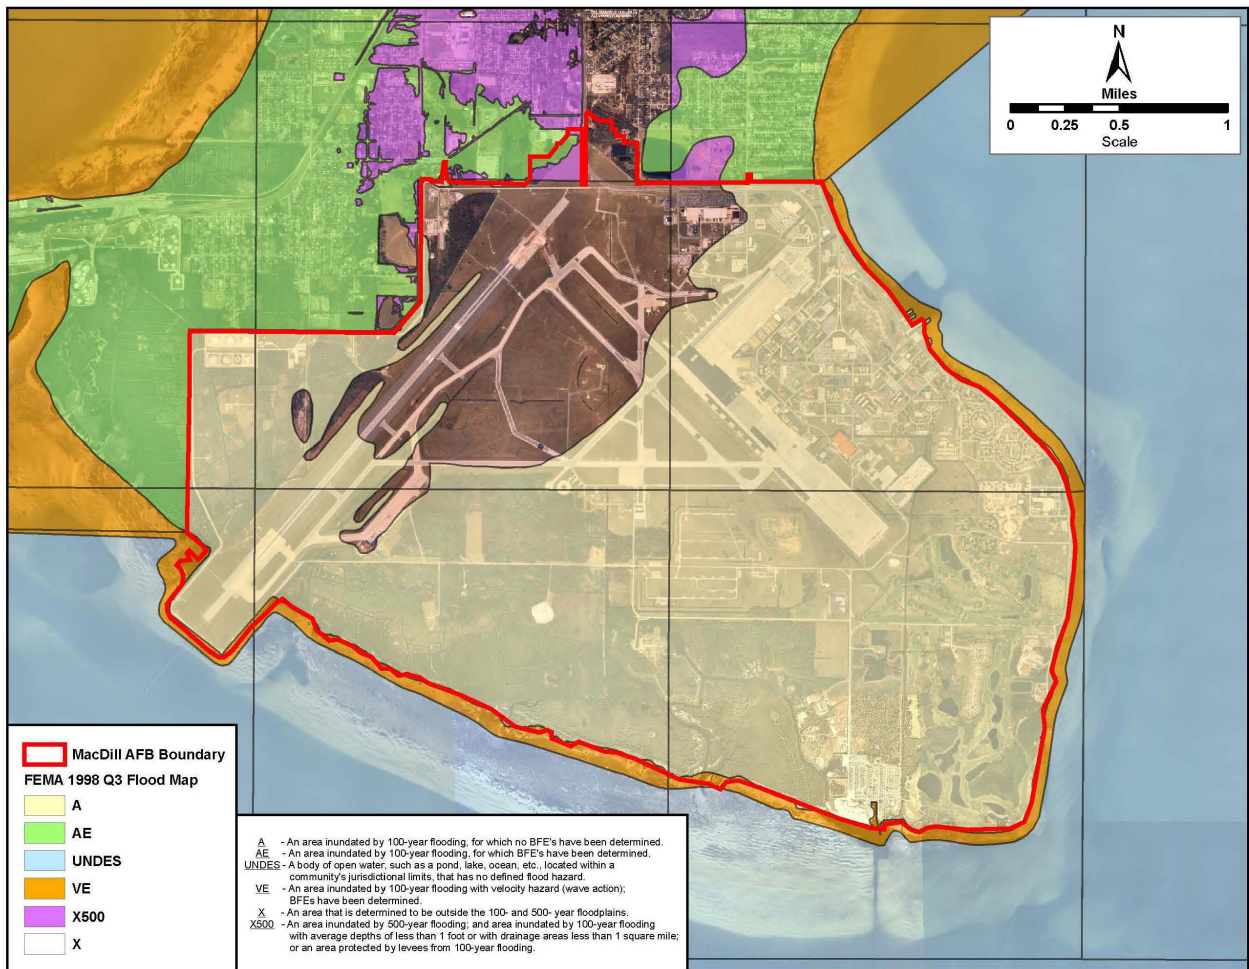 N
Miles
0 0.25 0.5 1
Scale
MacDill AFB Boundary
FEMA 1998 Q3 Flood Map
A
AE
UNDES
VE
X500
X
A - An area inundated by 100-year flooding, for which no BFE's have been determined.
AE - An area inundated by 100-year flooding, for which BFE's have been determined.
UNDES - A body of open water, such as a pond, lake, ocean, etc., located within a
community's jurisdictional limits, that has no defined flood hazard.
VE - An area inundated by 100-year flooding with velocity hazard (wave action);
BFEs have been determined.
X - An area that is determined to be outside the 100- and 500- year floodplains.
X500 - An area inundated by 500-year flooding; and area inundated by 100-year flooding
with average depths of less than 1 foot or with drainage areas less than 1 square mile;
or an area protected by levees from 100-year flooding.